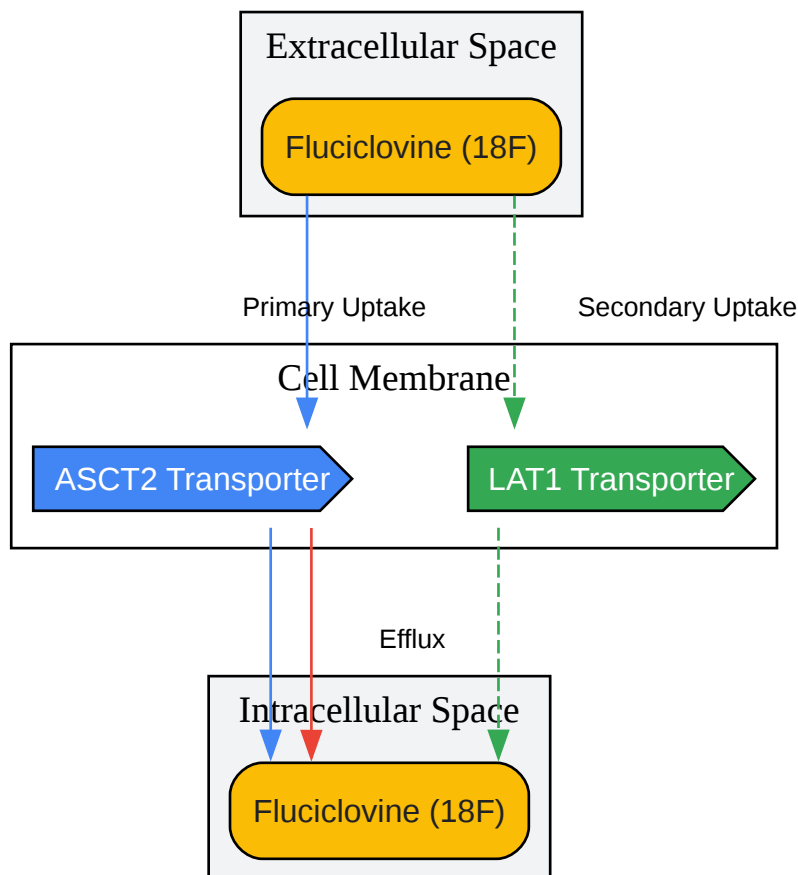 Extracellular Space
Fluciclovine (18F)
Primary Uptake
Secondary Uptake
Cell Membrane
ASCT2 Transporter
LAT1 Transporter
Efflux
Intracellular Space
Fluciclovine (18F)